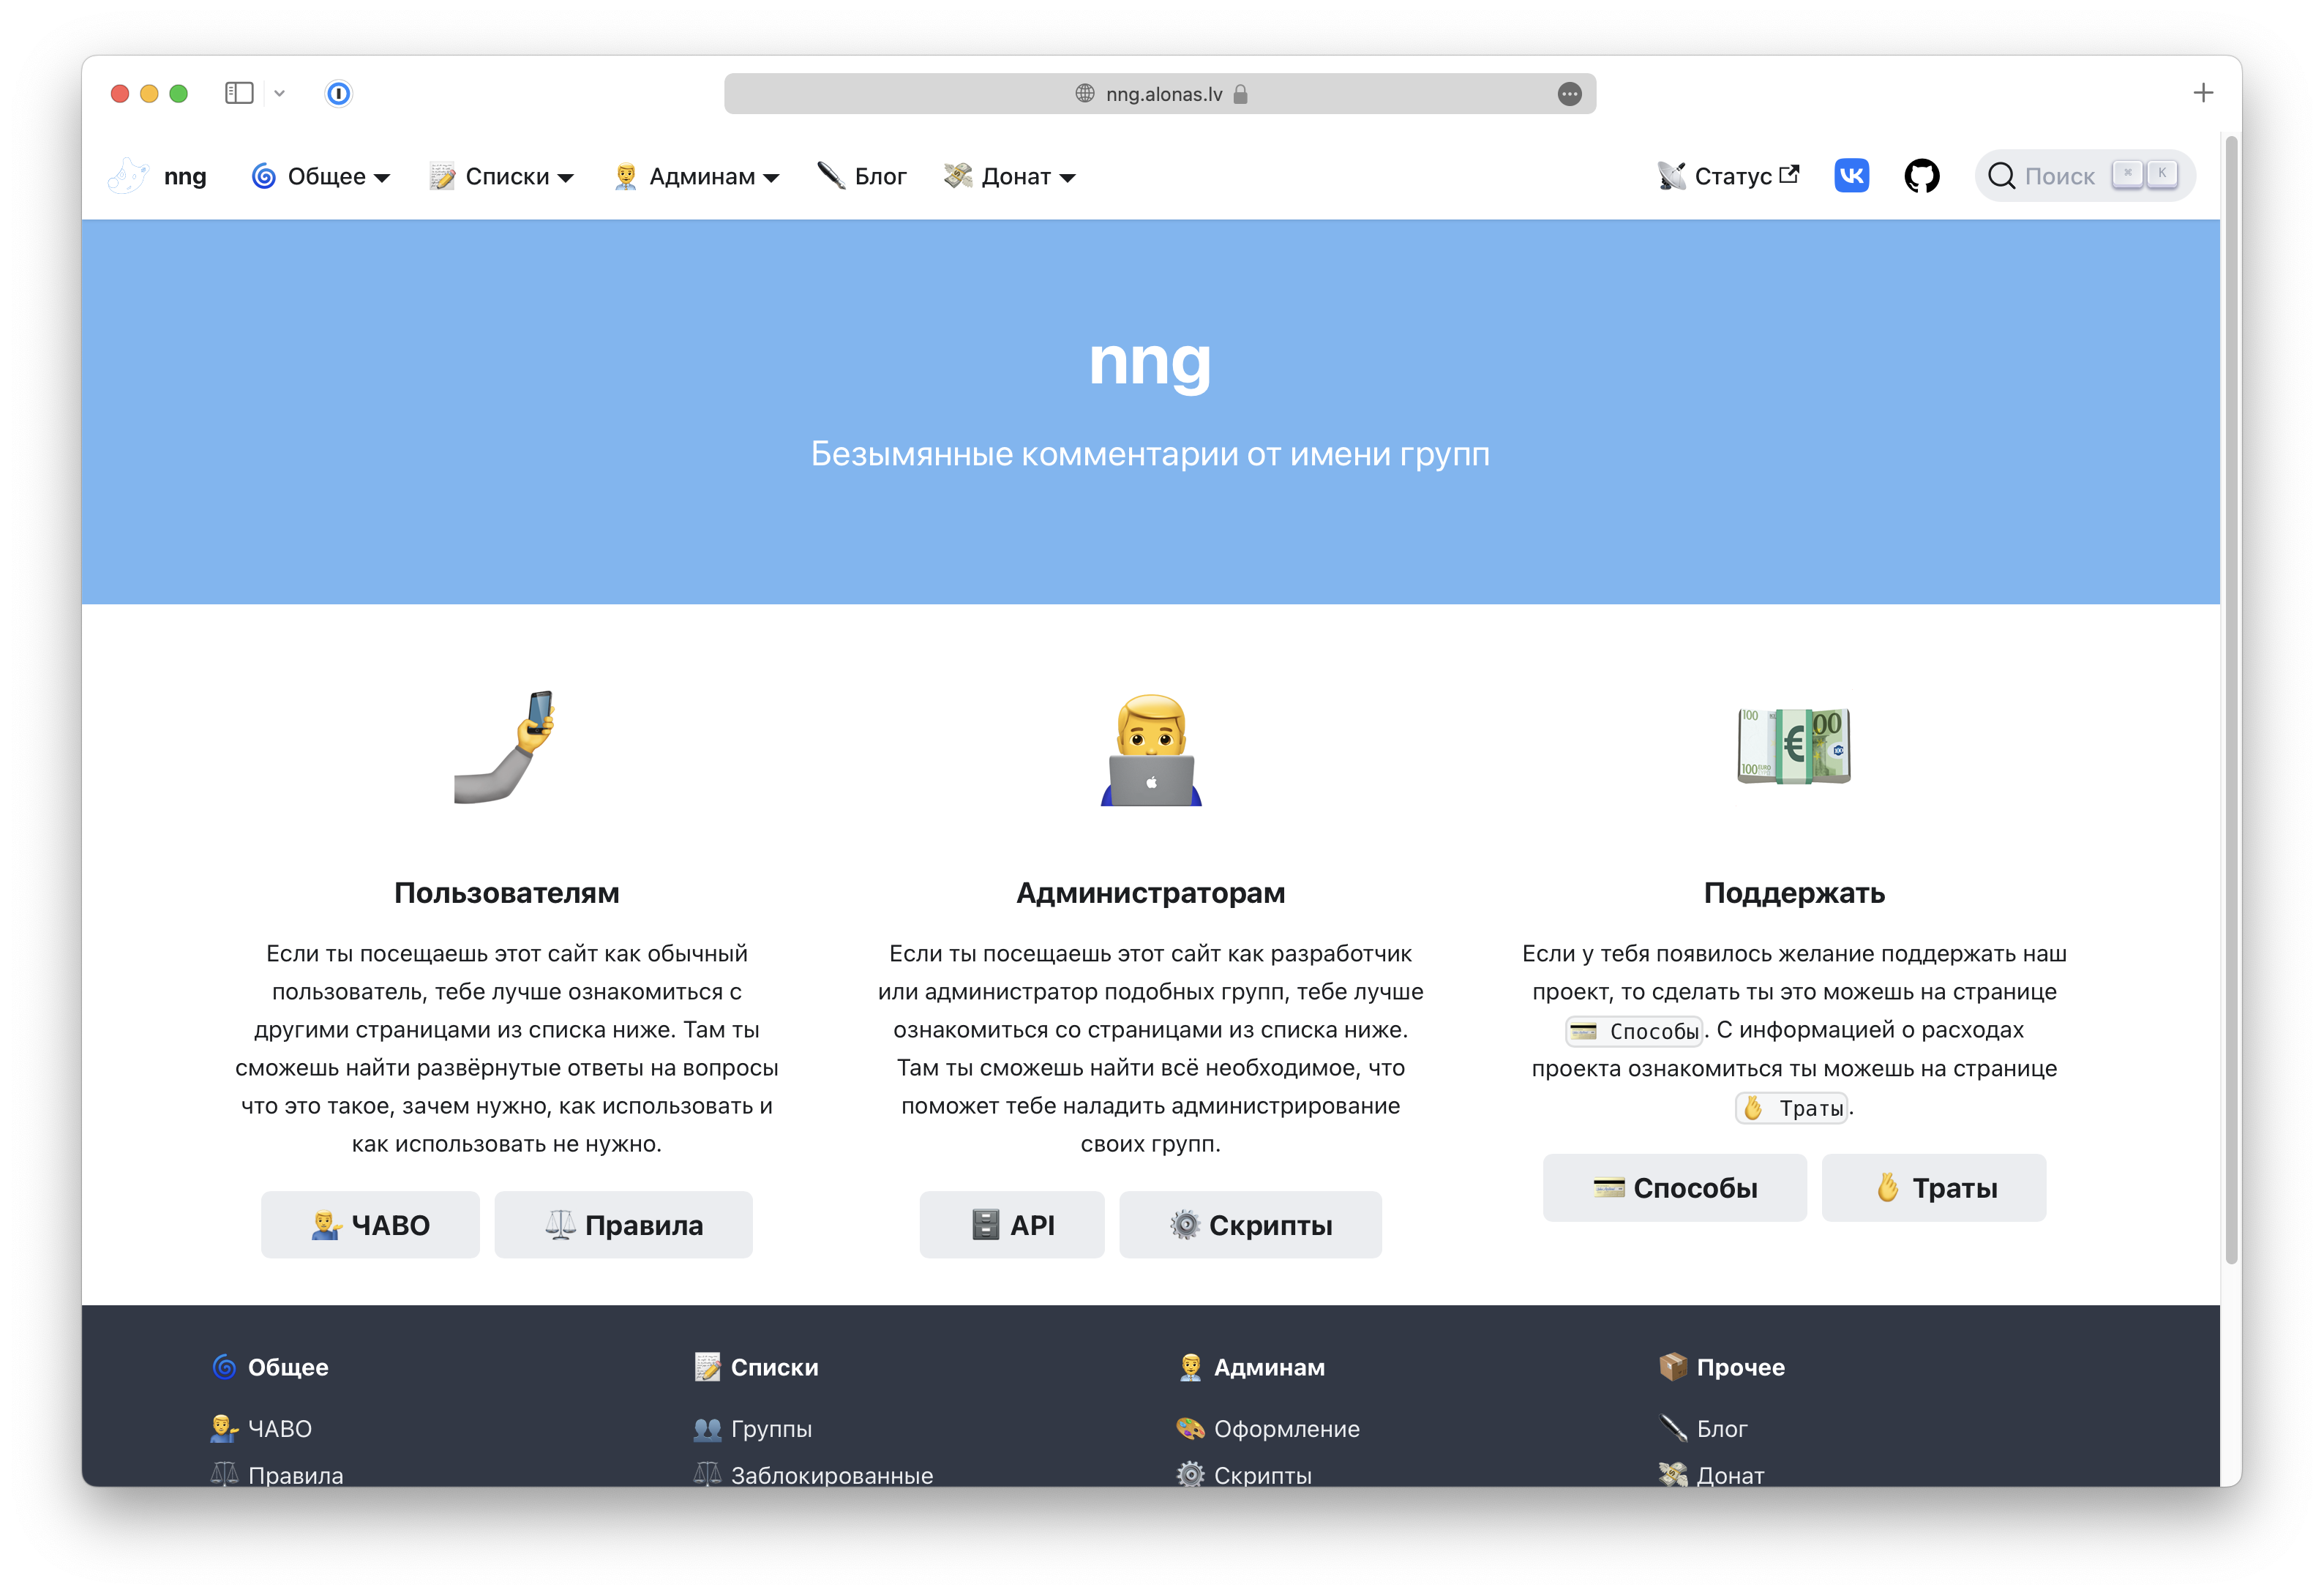 nng.alonas.lv
nng Общее Списки Админам Блог Донат Статус Поиск ⌘ K
nng
Безымянные комментарии от имени групп
Пользователям
Если ты посещаешь этот сайт как обычный
пользователь, тебе лучше ознакомиться с
другими страницами из списка ниже. Там ты
сможешь найти развёрнутые ответы на вопросы
что это такое, зачем нужно, как использовать и
как использовать не нужно.
ЧАВО Правила
Администраторам
Если ты посещаешь этот сайт как разработчик
или администратор подобных групп, тебе лучше
ознакомиться со страницами из списка ниже.
Там ты сможешь найти всё необходимое, что
поможет тебе наладить администрирование
своих групп.
API Скрипты
Поддержать
Если у тебя появилось желание поддержать наш
проект, то сделать ты это можешь на странице
Способы. С информацией о расходах
проекта ознакомиться ты можешь на странице
Траты.
Способы Траты
Общее
ЧАВО
Правила
Списки
Группы
Заблокированные
Админам
Оформление
Скрипты
Прочее
Блог
Донат